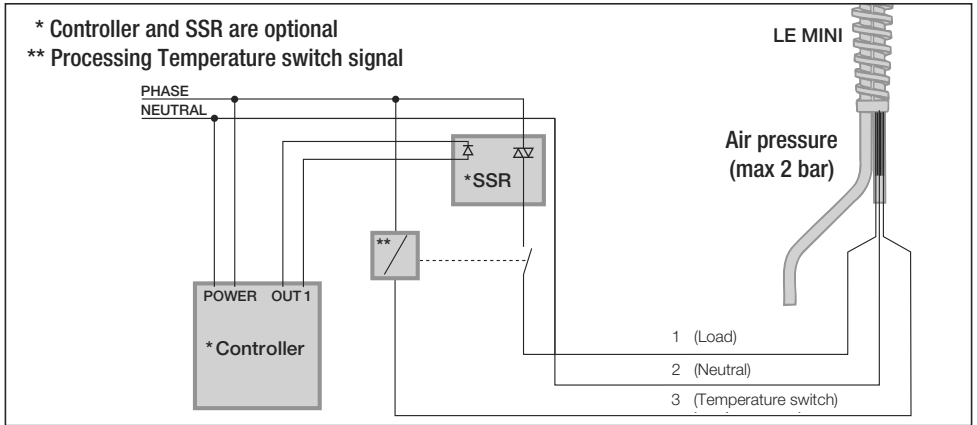 * Controller and SSR are optional
** Processing Temperature switch signal
LE MINI
PHASE
NEUTRAL
Air pressure
(max 2 bar)
*SSR
**
POWER OUT 1
*Controller
1 (Load)
2 (Neutral)
3 (Temperature switch)